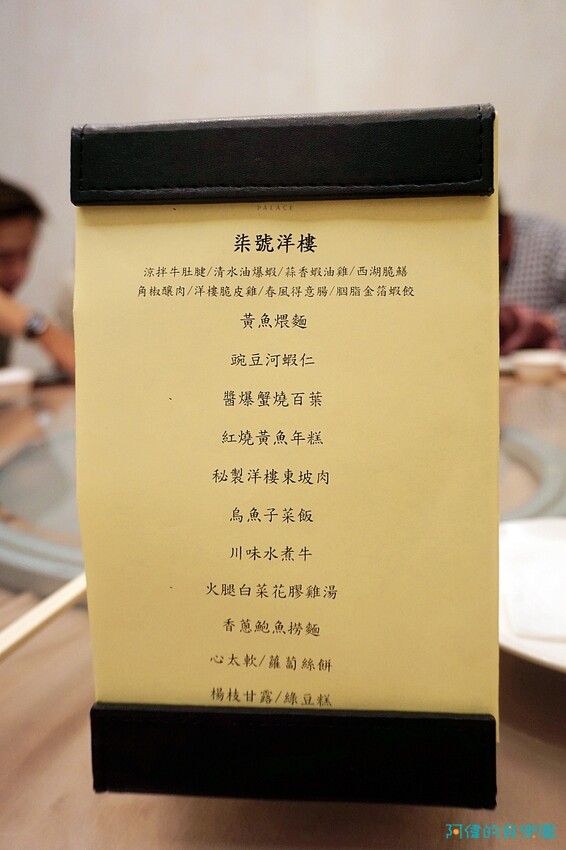 PALACE
柒號洋樓
涼拌牛肚腱/清水油爆蝦/蒜香蝦油雞/西湖脆鱔
角椒釀肉/洋樓脆皮雞/春風得意腸/胭脂金箔蝦餃
黃魚煨麵
豌豆河蝦仁
醬爆蟹燒百葉
紅燒黃魚年糕
秘製洋樓東坡肉
烏魚子菜飯
川味水煮牛
火腿白菜花膠雞湯
香蔥鮑魚撈麵
心太軟/蘿蔔絲餅
楊枝甘露/綠豆糕
阿偉的食樂園